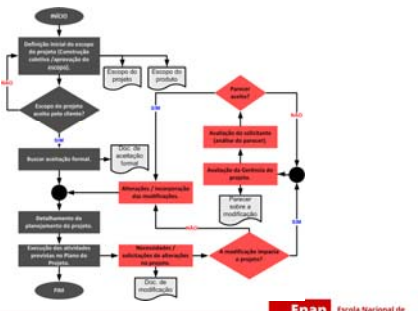 INÍCIO
Definição inicial do escopo
do projeto (Construção
coletiva /aprovação do
escopo).
Escopo do
projeto
Escopo do
produto
NÃO
Escopo do projeto
aceito pelo cliente?
SIM
Buscar aceitação formal.
Doc. de
aceitação
formal
Detalhamento do
planejamento do projeto.
Execução das atividades
previstas no Plano do
Projeto.
FIM
Parecer
aceito?
SIM
NÃO
Avaliação do solicitante
(análise do parecer)
Avaliação da Gerência do
projeto.
Parecer
sobre a
modificação
Alterações / incorporação
das modificações.
NÃO
SIM
Necessidades /
solicitações de alterações
no projeto.
Doc. de
modificação
A modificação impacta
o projeto?
Enap
Escola Nacional de